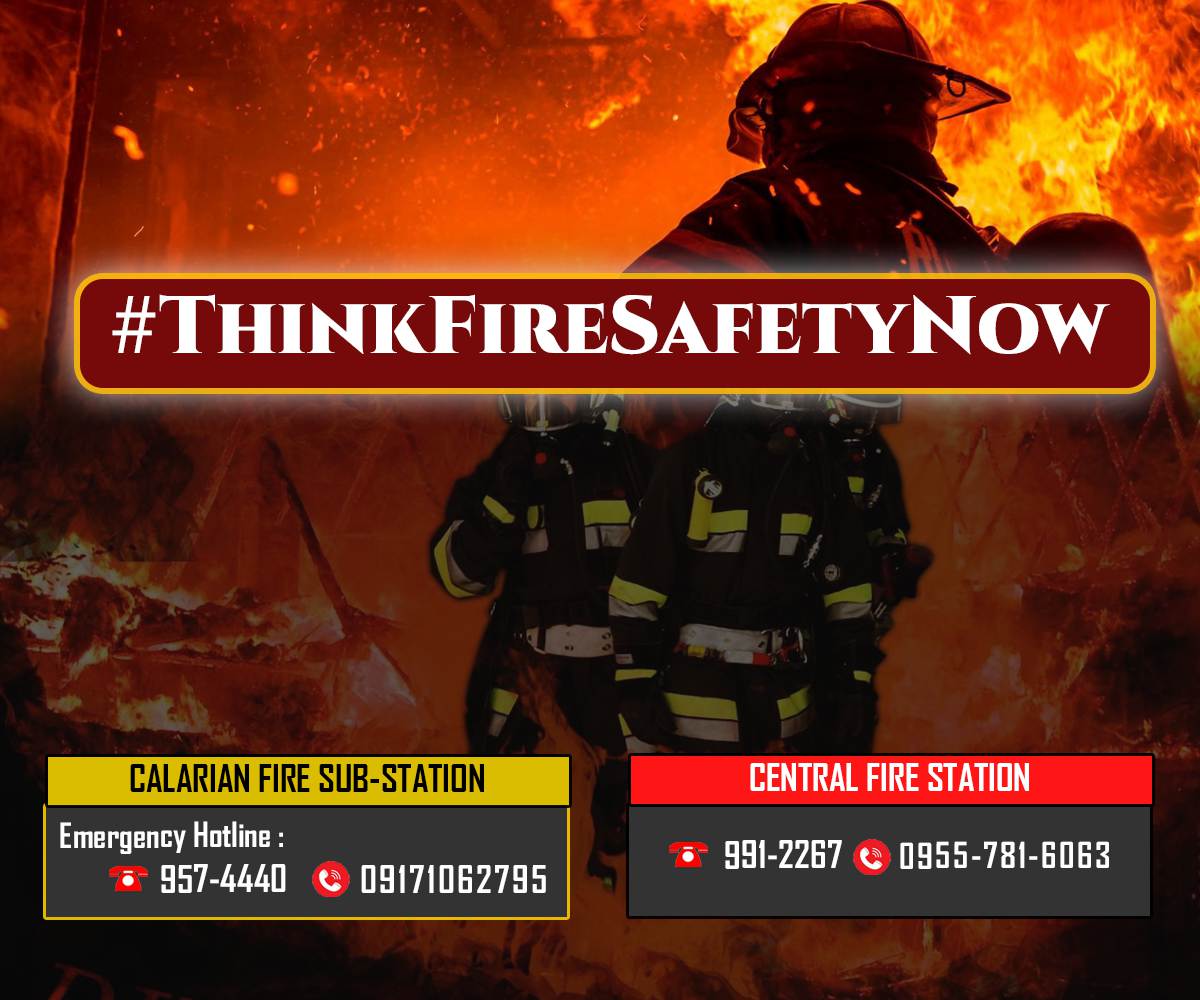 #ThinkFireSafetyNow
CALARIAN FIRE SUB-STATION
Emergency Hotline :
957-4440 09171062795
CENTRAL FIRE STATION
991-2267 0955-781-6063